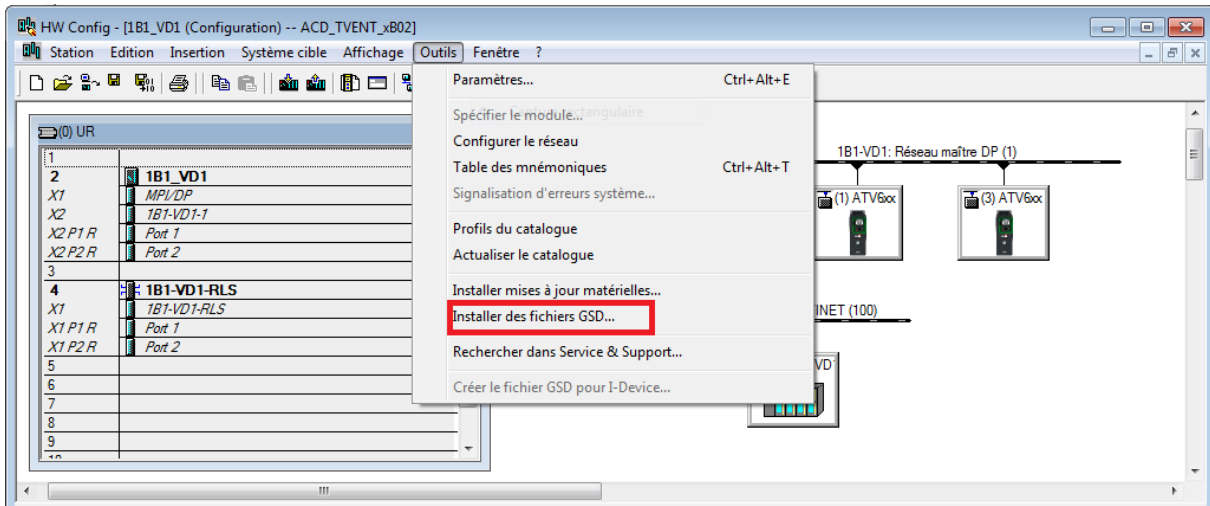 HW Config - [1B1_VD1 (Configuration) -- ACD_TVENT_xB02]
Station Edition Insertion Système cible Affichage Outils Fenêtre ?
Paramètres... Ctrl+Alt+E
Spécifier le module...
Configurer le réseau
Table des mnémoniques Ctrl+Alt+T
Signalisation d'erreurs système...
Profils du catalogue
Actualiser le catalogue
Installer mises à jour matérielles...
Installer des fichiers GSD...
Rechercher dans Service & Support...
Créer le fichier GSD pour I-Device...
(0) UR
1
2 1B1_VD1
X1 MPI/DP
X2 1B1-VD1-1
X2 P1 R Port 1
X2 P2 R Port 2
3
4 1B1-VD1-RLS
X1 1B1-VD1-RLS
X1 P1 R Port 1
X1 P2 R Port 2
5
6
7
8
9
1B1-VD1: Réseau maître DP (1)
(1) ATV6xx
(3) ATV6xx
INET (100)
VD